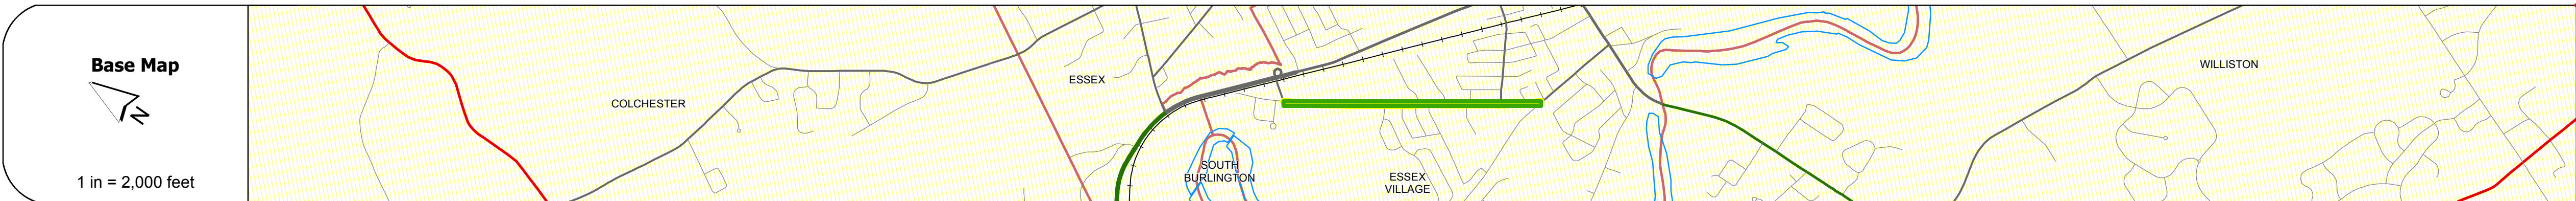 Base Map
N
1 in = 2,000 feet
COLCHESTER
ESSEX
SOUTH
BURLINGTON
ESSEX
VILLAGE
WILLISTON